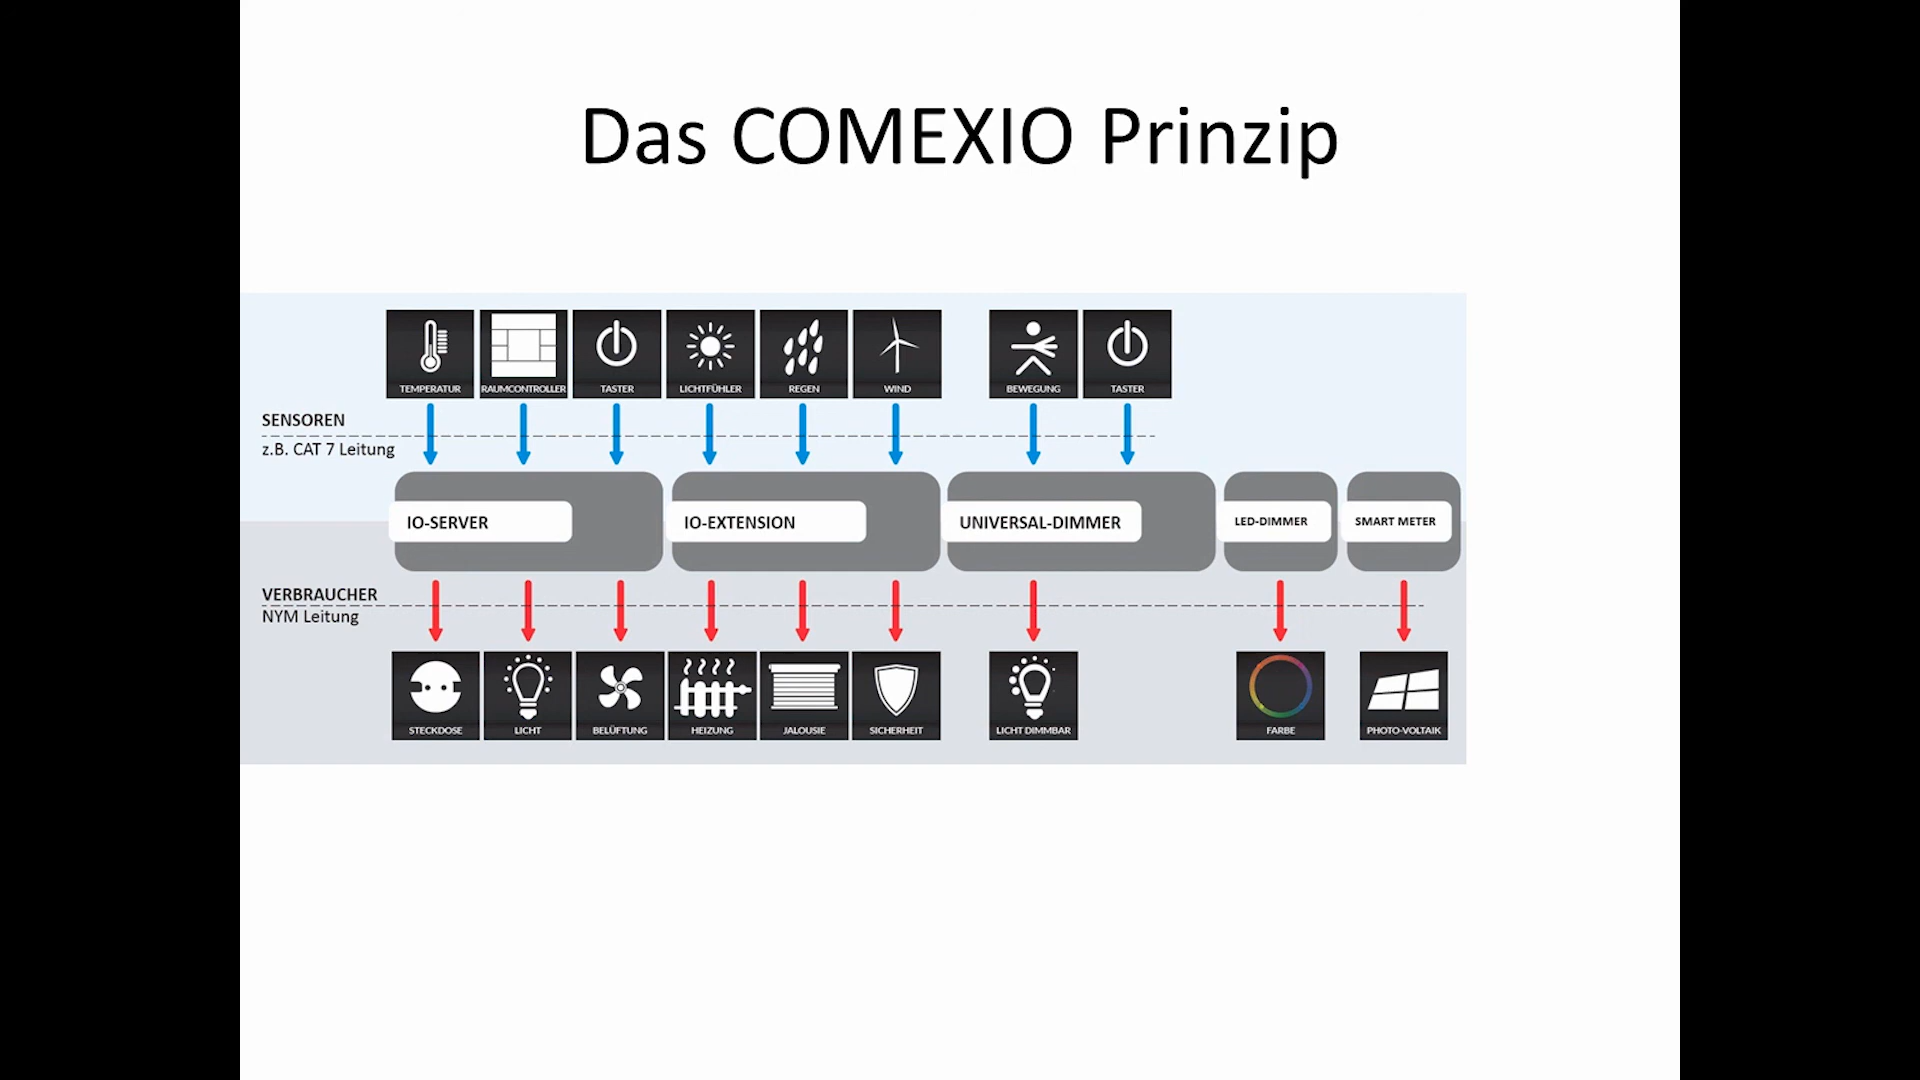 Das COMEXIO Prinzip
TEMPERATUR
RAUMCONTROLLER
TASTER
LICHTFÜHLER
REGEN
WIND
BEWEGUNG
TASTER
SENSOREN
z.B. CAT 7 Leitung
IO-SERVER
IO-EXTENSION
UNIVERSAL-DIMMER
LED-DIMMER
SMART METER
VERBRAUCHER
NYM Leitung
STECKDOSE
LICHT
BELÜFTUNG
HEIZUNG
JALOUSIE
SICHERHEIT
LICHT DIMMBAR
FARBE
PHOTO-VOLTAIK